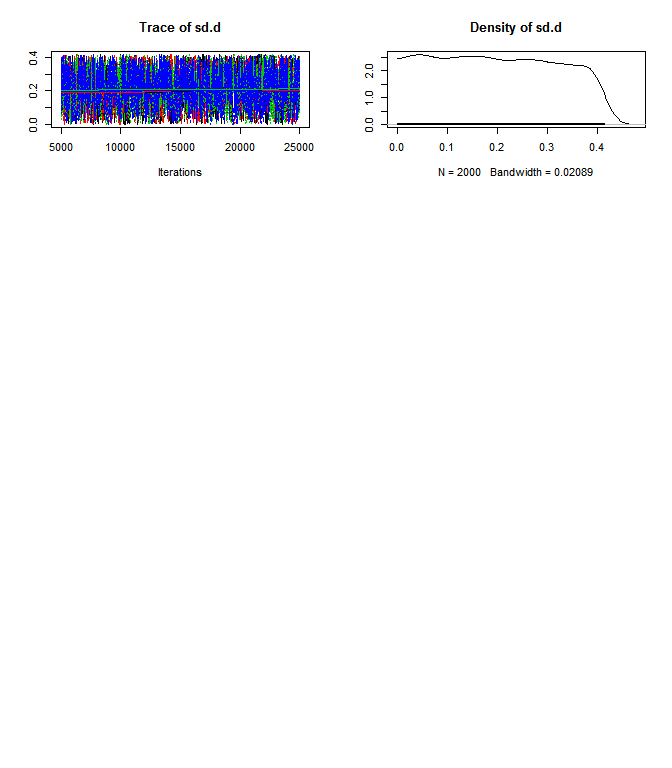 Trace of sd.d
0.4
0.2
0.0
5000 10000 15000 20000 25000
Iterations
Density of sd.d
2.0
1.0
0.0
0.0 0.1 0.2 0.3 0.4
N = 2000 Bandwidth = 0.02089